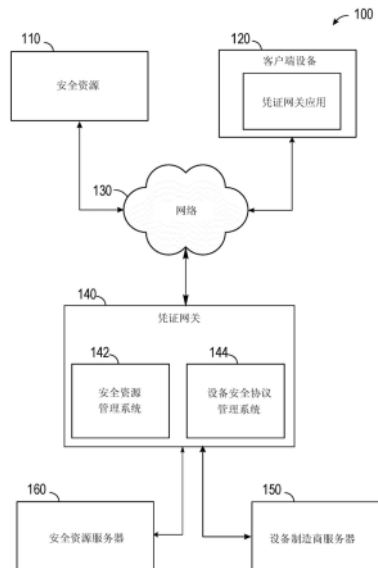 100
110
安全资源
120
客户端设备
凭证网关应用
130
网络
140
凭证网关
142
安全资源
管理系统
144
设备安全协议
管理系统
160
安全资源服务器
150
设备制造商服务器